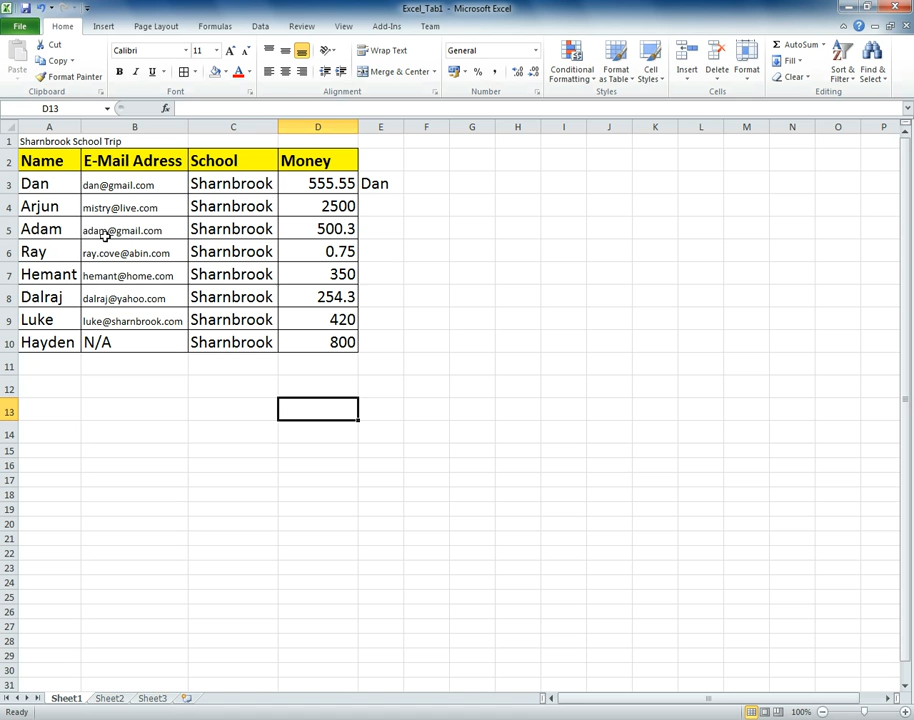 Excel_Tab1 - Microsoft Excel
File Home Insert Page Layout Formulas Data Review View Add-Ins Team
Paste Cut Calibri 11 Wrap Text General Conditional Formatting Format as Table Cell Styles Insert Delete Format AutoSum Sort & Filter Find & Select
Copy Fill
Format Painter Merge & Center Clear
Clipboard Font Alignment Number Styles Cells Editing
D13 fx
A B C D E F G H I J K L M N O P
1 Sharnbrook School Trip
2 Name E-Mail Adress School Money
3 Dan dan@gmail.com Sharnbrook 555.55 Dan
4 Arjun mistry@live.com Sharnbrook 2500
5 Adam adam@gmail.com Sharnbrook 500.3
6 Ray ray.cove@abin.com Sharnbrook 0.75
7 Hemant hemant@home.com Sharnbrook 350
8 Dalraj dalraj@yahoo.com Sharnbrook 254.3
9 Luke luke@sharnbrook.com Sharnbrook 420
10 Hayden N/A Sharnbrook 800
11
12
13
14
15
16
17
18
19
20
21
22
23
24
25
26
27
28
29
30
31
Sheet1 Sheet2 Sheet3
Ready 100%